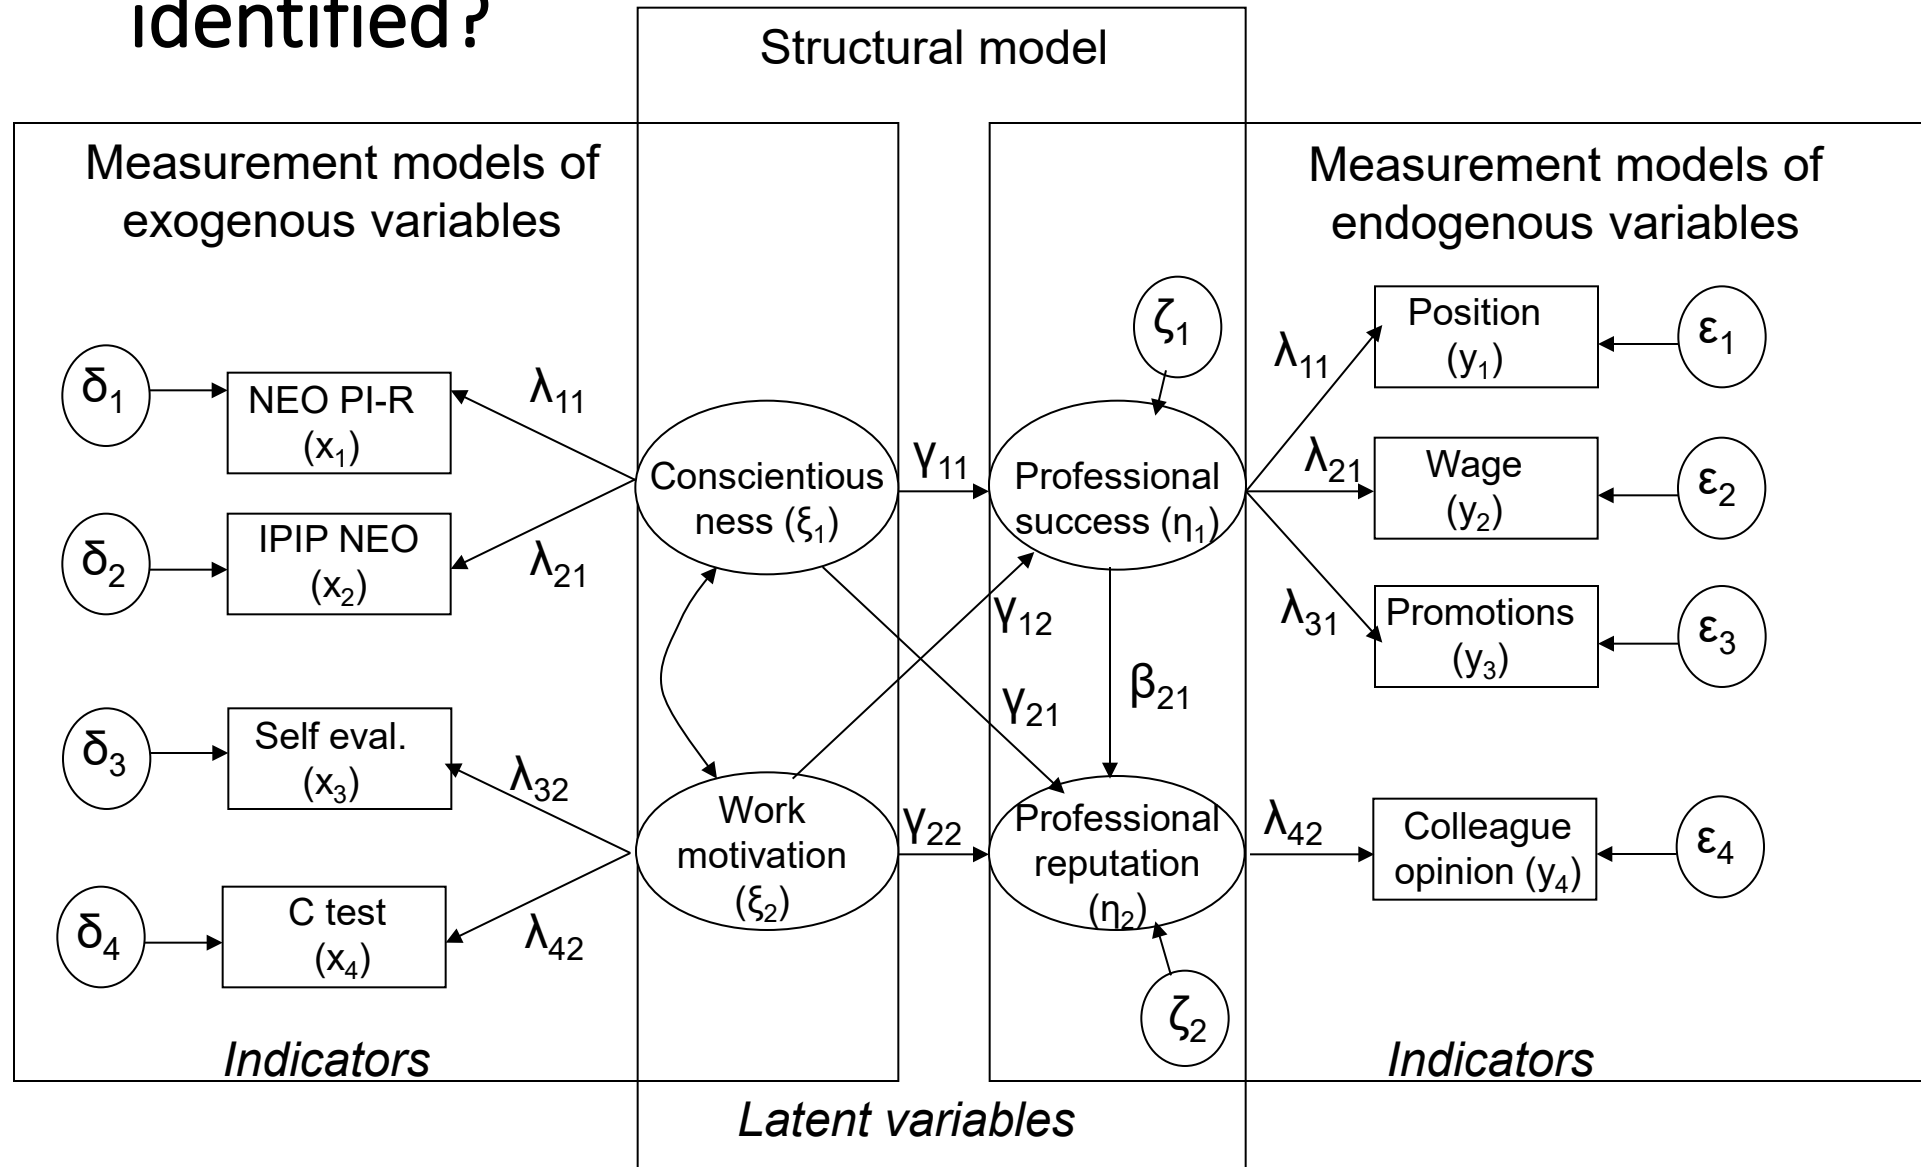 identified?
Structural model
Measurement models of
exogenous variables
Measurement models of
endogenous variables
δ₁
NEO PI-R
(x₁)
λ₁₁
δ₂
IPIP NEO
(x₂)
λ₂₁
δ₃
Self eval.
(x₃)
λ₃₂
δ₄
C test
(x₄)
λ₄₂
Indicators
Conscientious
ness (ξ₁)
Work
motivation
(ξ₂)
γ₁₁
γ₁₂
γ₂₁
γ₂₂
ζ₁
Professional
success (η₁)
β₂₁
Professional
reputation
(η₂)
ζ₂
Latent variables
λ₁₁
Position
(y₁)
ε₁
λ₂₁
Wage
(y₂)
ε₂
λ₃₁
Promotions
(y₃)
ε₃
λ₄₂
Colleague
opinion (y₄)
ε₄
Indicators